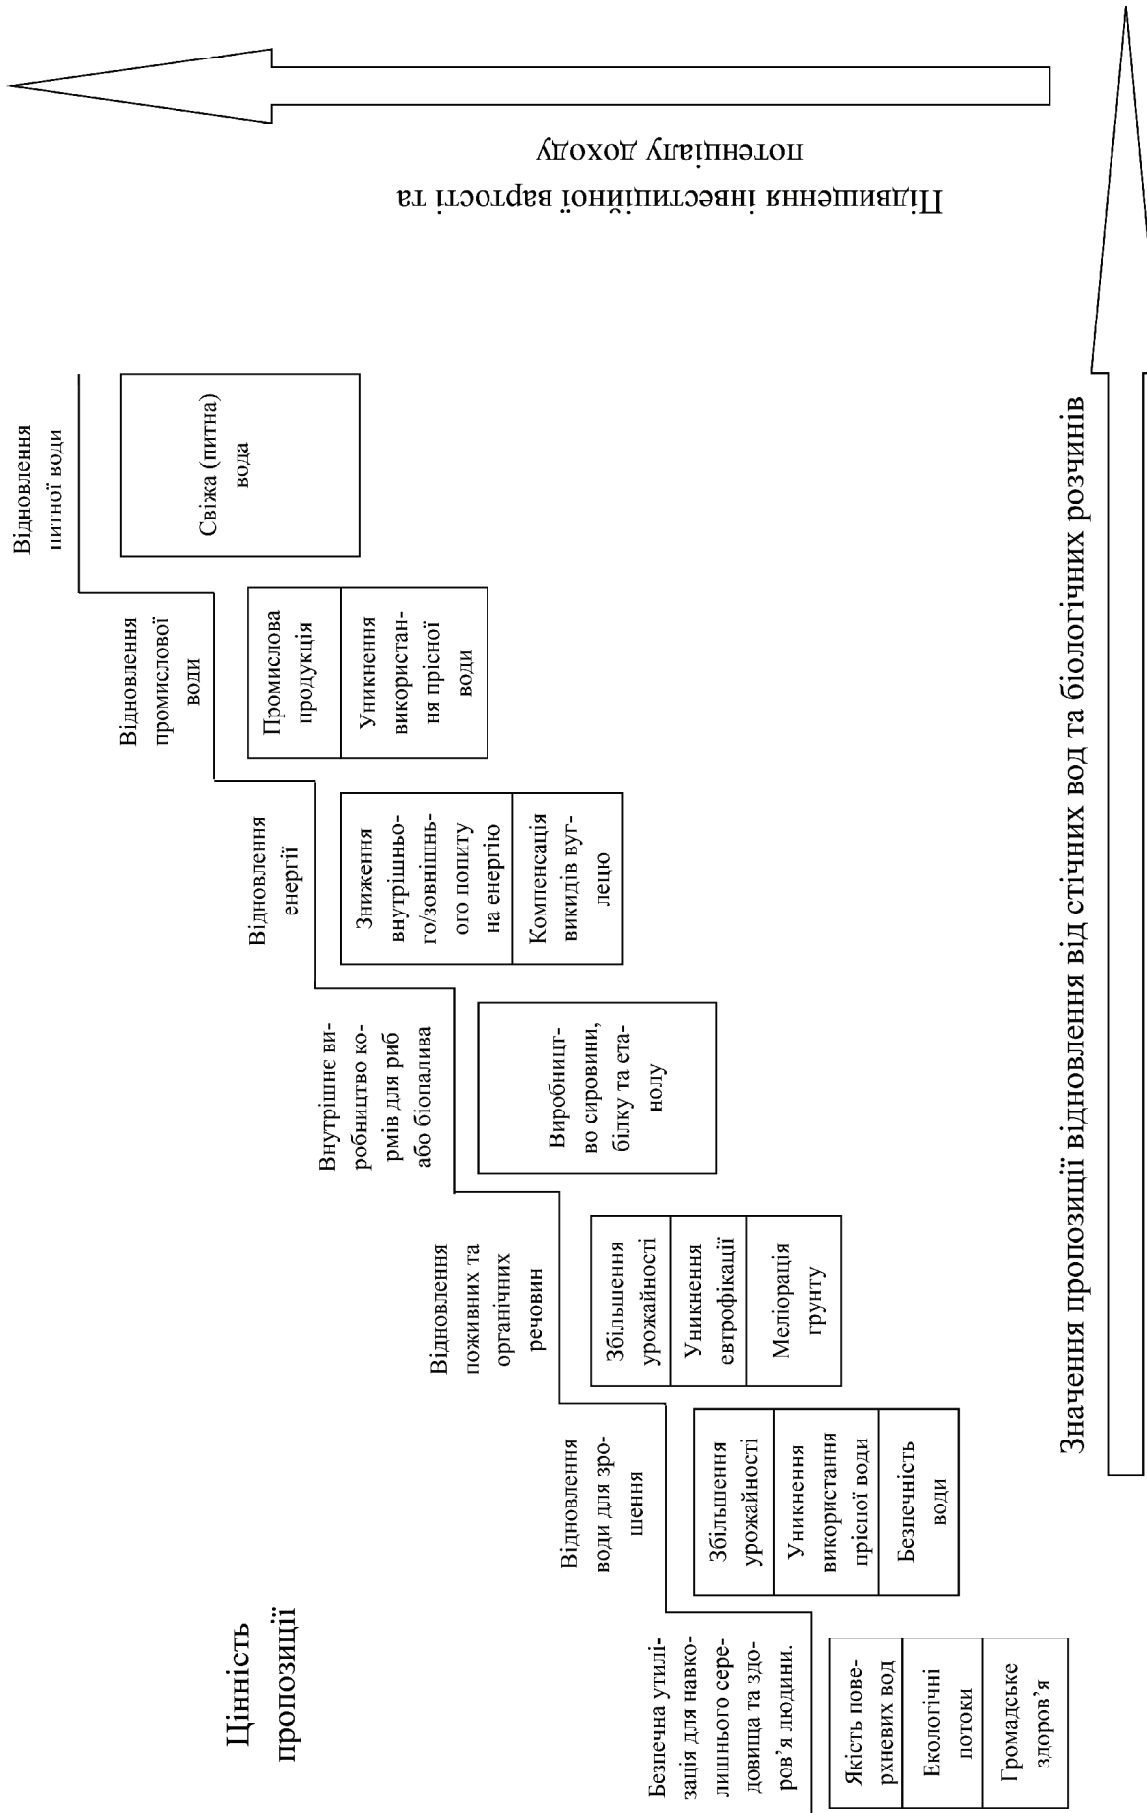 Цінність
пропозиції
Безпечна утилі-
зація для навко-
лишнього сере-
довища та здо-
ров’я людини.
Якість пове-
рхневих вод
Екологічні
потоки
Громадське
здоров’я
Відновлення
води для зро-
шення
Збільшення
урожайності
Уникнення
використання
прісної води
Безпечність
води
Відновлення
поживних та
органічних
речовин
Збільшення
урожайності
Уникнення
евтрофікації
Меліорація
грунту
Внутрішнє ви-
робництво ко-
рмів для риб
або біопалива
Виробницт-
во сировини,
білку та ета-
нолу
Відновлення
енергії
Зниження
внутрішньо-
го/зовнішнь-
ого попиту
на енергію
Компенсація
викидів вуг-
лецю
Відновлення
промислової
води
Промислова
продукція
Уникнення
використан-
ня прісної
води
Відновлення
питної води
Свіжа (питна)
вода
Підвищення інвестиційної вартості та
потенціалу доходу
Значення пропозиції відновлення від стічних вод та біологічних розчинів